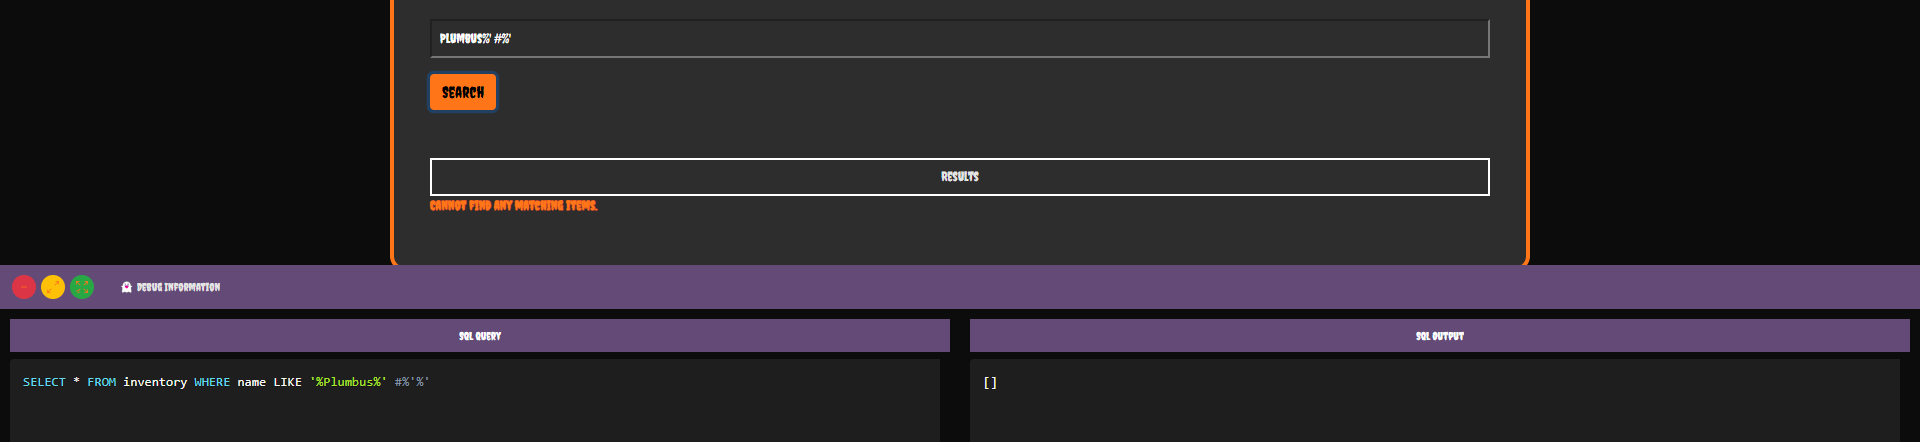 PLUMBUS%' #%'
SEARCH
RESULTS
CANNOT FIND ANY MATCHING ITEMS.
DEBUG INFORMATION
SQL QUERY
SQL OUTPUT
SELECT * FROM inventory WHERE name LIKE '%Plumbus%' #%'%'
[]